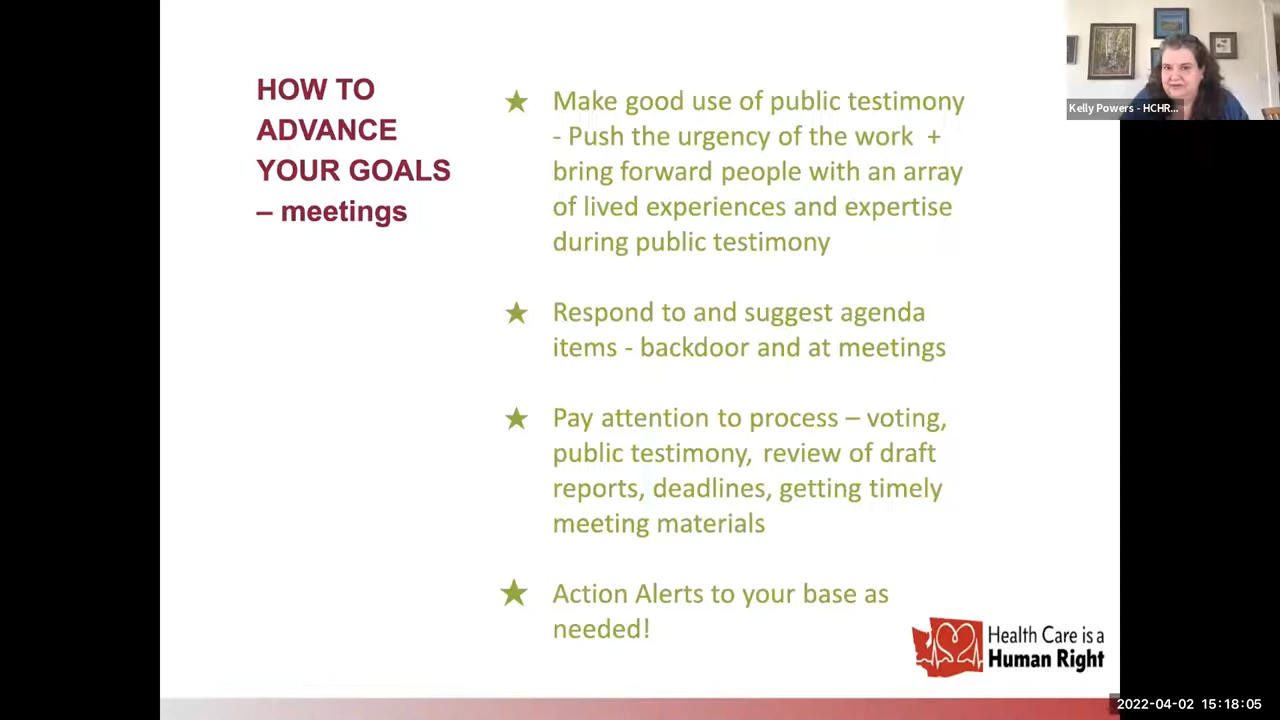 HOW TO
ADVANCE
YOUR GOALS
– meetings
★ Make good use of public testimony
- Push the urgency of the work +
bring forward people with an array
of lived experiences and expertise
during public testimony
★ Respond to and suggest agenda
items - backdoor and at meetings
★ Pay attention to process – voting,
public testimony, review of draft
reports, deadlines, getting timely
meeting materials
★ Action Alerts to your base as
needed!
Health Care is a
Human Right
Kelly Powers - HCHR...
2022-04-02 15:18:05